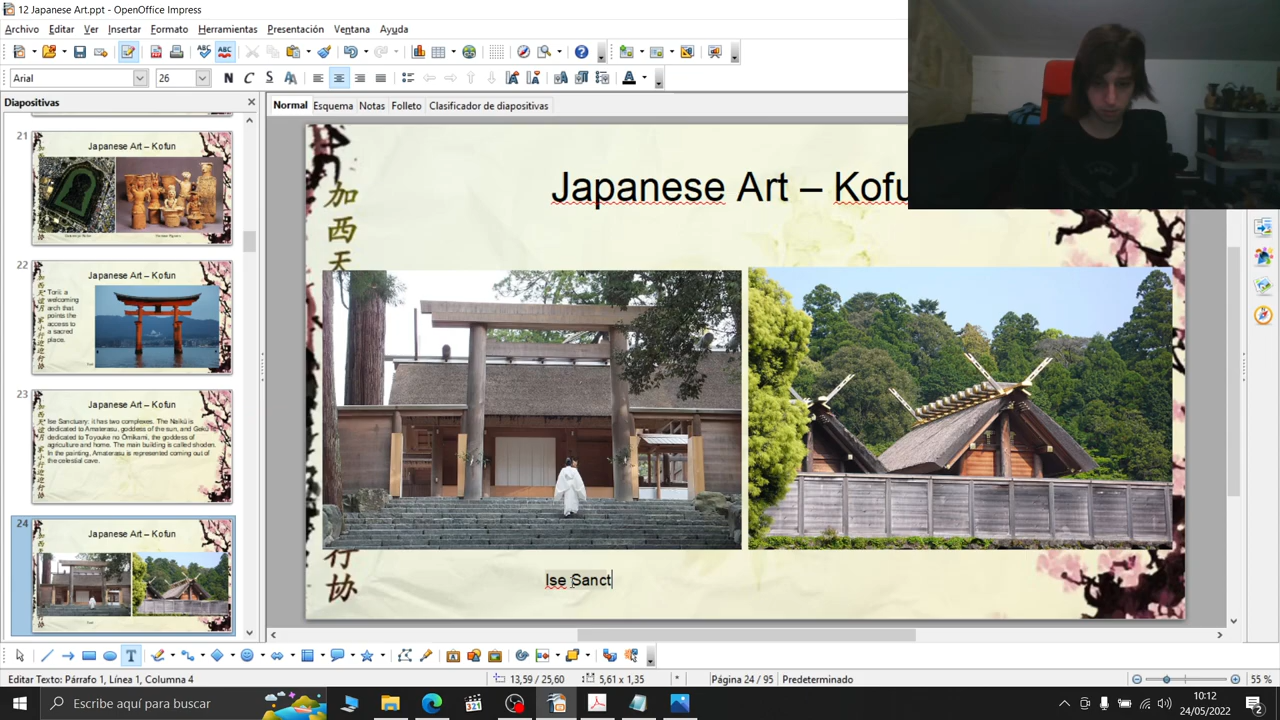 12 Japanese Art.ppt - OpenOffice Impress
Archivo Editar Ver Insertar Formato Herramientas Presentación Ventana Ayuda
Arial 26
Diapositivas
Normal Esquema Notas Folleto Clasificador de diapositivas
21
Japanese Art – Kofun
22
Japanese Art – Kofun
Torii: a
welcoming
arch that
points the
access to
a sacred
place.
23
Japanese Art – Kofun
Ise Sanctuary: it has two complexes. The Naikū is
dedicated to Amaterasu, goddess of the sun, and Gekū
dedicated to Toyouke no Ōmikami, the goddess of
agriculture and home. The main building is called shoden.
In the painting, Amaterasu is represented coming out of
the celestial cave.
24
Japanese Art – Kofun
Japanese Art – Kofu
加
西
天
行
协
Ise Sanct
Editar Texto: Párrafo 1, Línea 1, Columna 4
13,59 / 25,60
5,61 x 1,35
*
Página 24 / 95
Predeterminado
55 %
Escribe aquí para buscar
321
10:12
24/05/2022
2